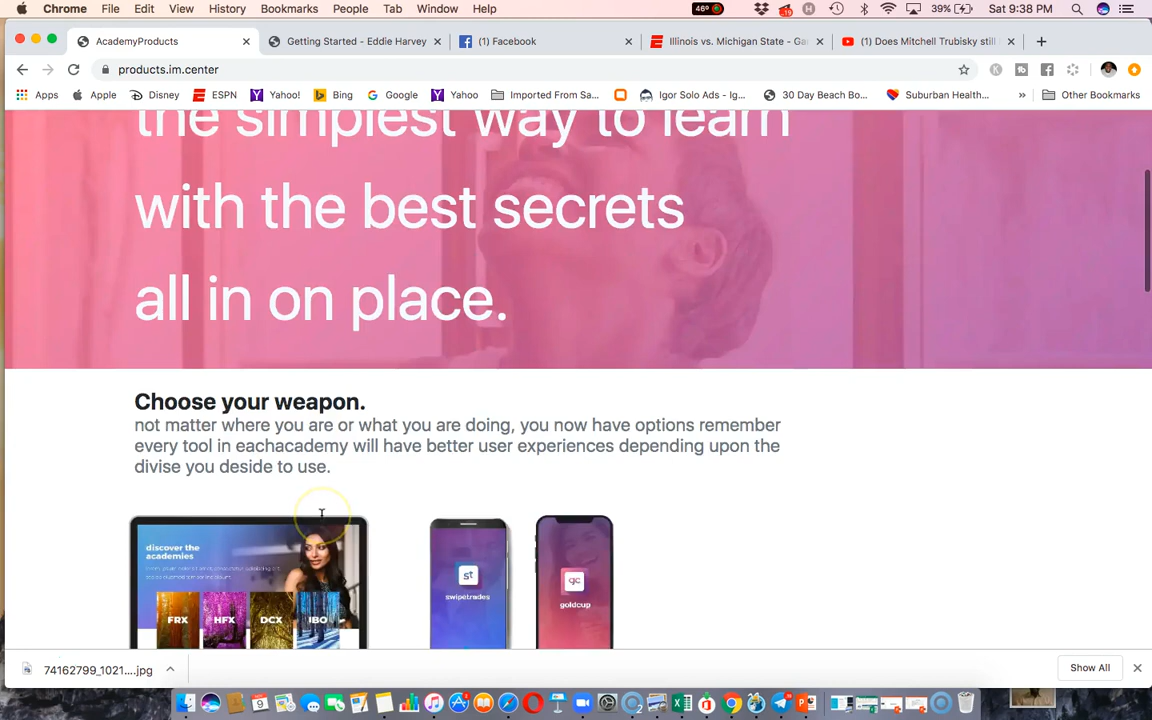 Chrome File Edit View History Bookmarks People Tab Window Help 46° 19 39% Sat 9:38 PM
AcademyProducts Getting Started - Eddie Harvey (1) Facebook Illinois vs. Michigan State - Ga (1) Does Mitchell Trubisky still
products.im.center
Apps Apple Disney ESPN Yahoo! Bing Google Yahoo Imported From Sa... Igor Solo Ads - Ig... 30 Day Beach Bo... Suburban Health... » Other Bookmarks
the simplest way to learn
with the best secrets
all in on place.
Choose your weapon.
not matter where you are or what you are doing, you now have options remember
every tool in eachacademy will have better user experiences depending upon the
divise you deside to use.
discover the
academies
FRX HFX DCX IBO
st
swipetrades
gc
goldcup
74162799_1021....jpg Show All